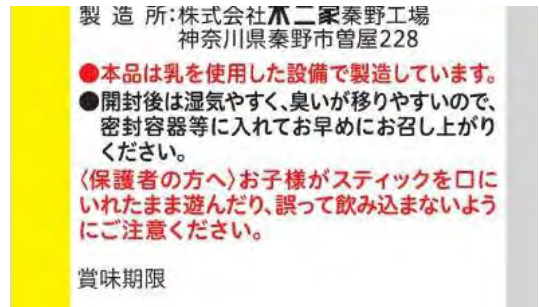 製 造 所:株式会社不二家秦野工場
神奈川県秦野市曽屋228
●本品は乳を使用した設備で製造しています。
●開封後は湿気やすく、臭いが移りやすいので、
密封容器等に入れてお早めにお召し上がり
ください。
〈保護者の方へ〉お子様がスティックを口に
いれたまま遊んだり、誤って飲み込まないよう
にご注意ください。
賞味期限